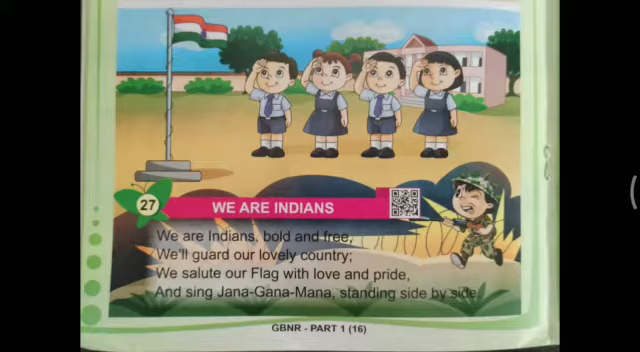 27
WE ARE INDIANS
We are Indians, bold and free,
We'll guard our lovely country;
We salute our Flag with love and pride,
And sing Jana-Gana-Mana, standing side by side.
GBNR - PART 1 (16)